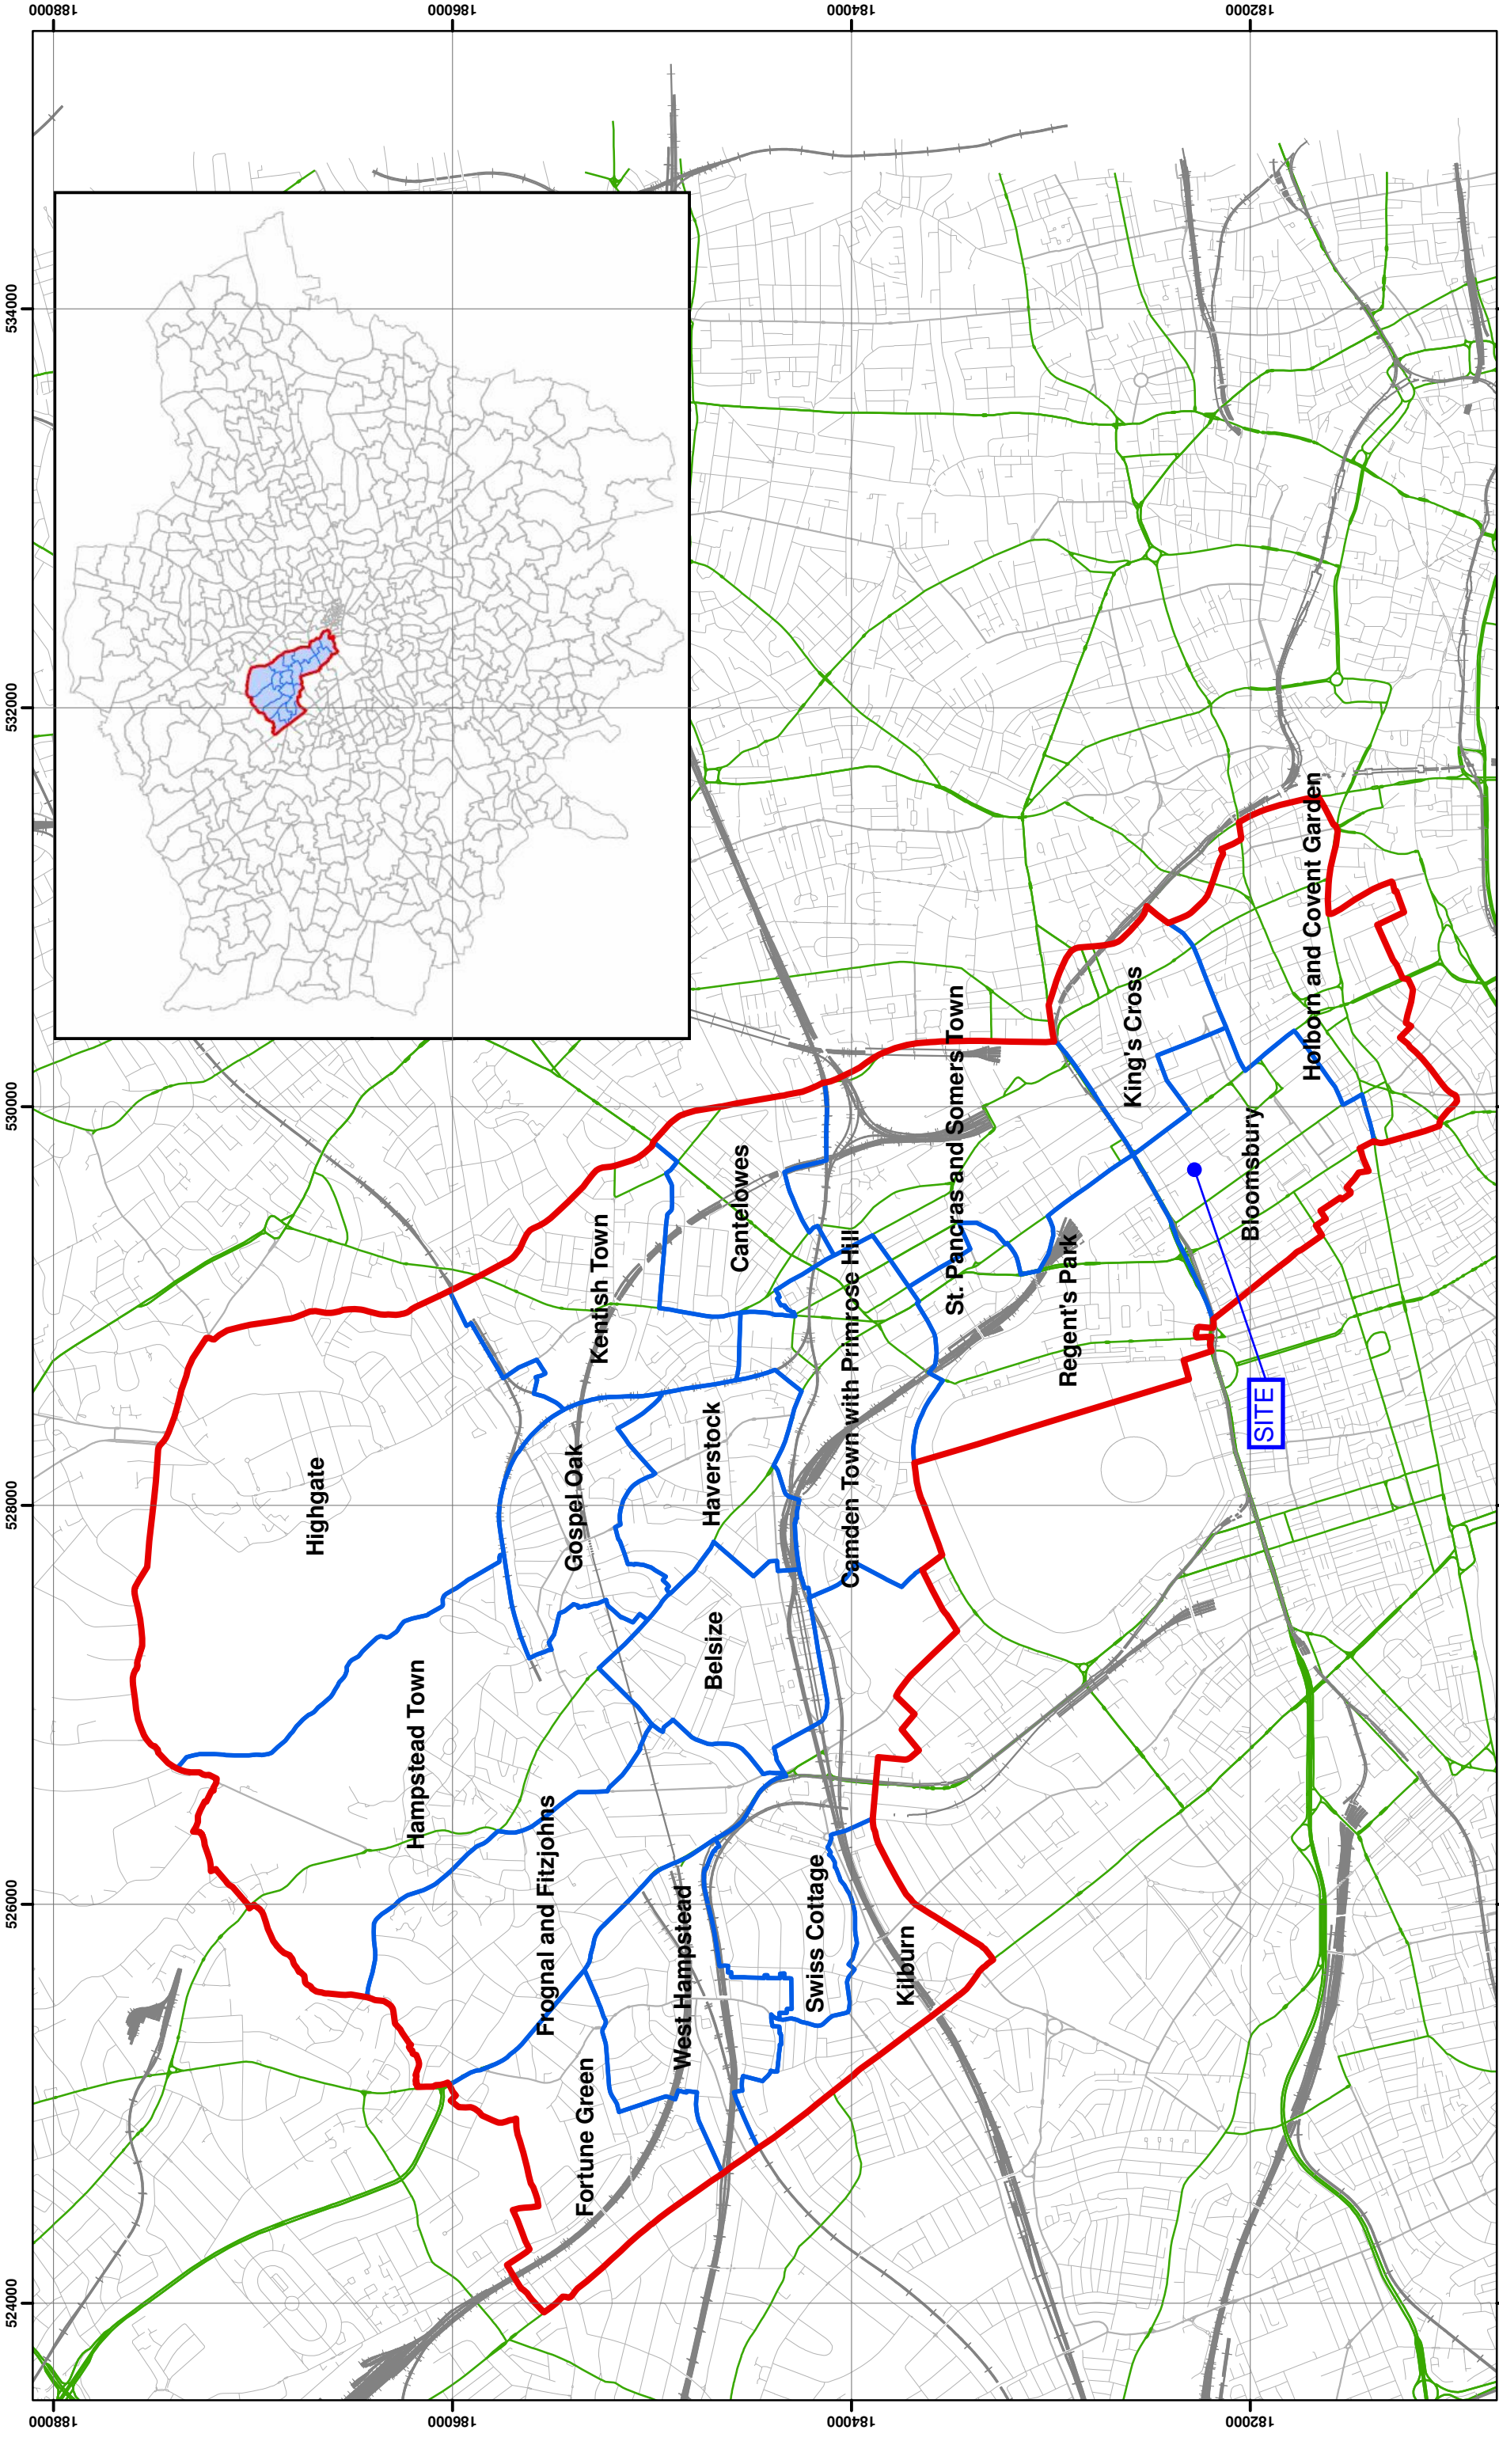 188000
186000
184000
182000
524000
526000
528000
530000
532000
534000
Highgate
Hampstead Town
Kentish Town
Gospel Oak
Frognal and Fitzjohns
Fortune Green
Cantelowes
Haverstock
Belsize
West Hampstead
Swiss Cottage
Camden Town with Primrose Hill
Kilburn
St. Pancras and Somers Town
Regent's Park
King's Cross
Bloomsbury
Holborn and Covent Garden
SITE
188000
186000
184000
182000